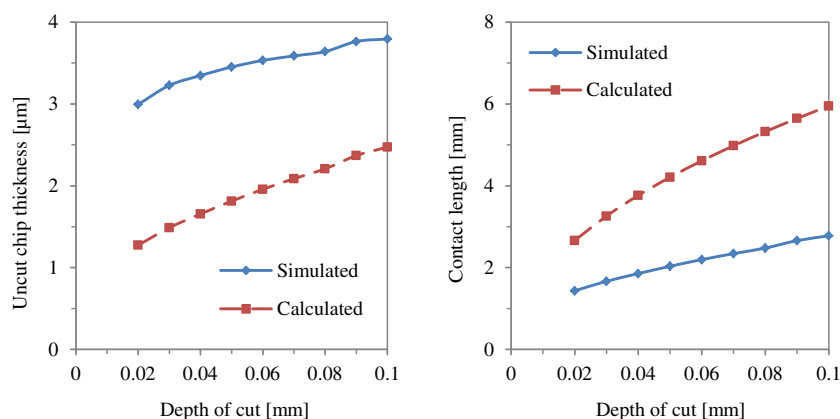 4
3
2
1
0
Uncut chip thickness [µm]
Simulated
Calculated
0
0.02
0.04
0.06
0.08
0.1
Depth of cut [mm]
8
6
4
2
0
Contact length [mm]
Simulated
Calculated
0
0.02
0.04
0.06
0.08
0.1
Depth of cut [mm]